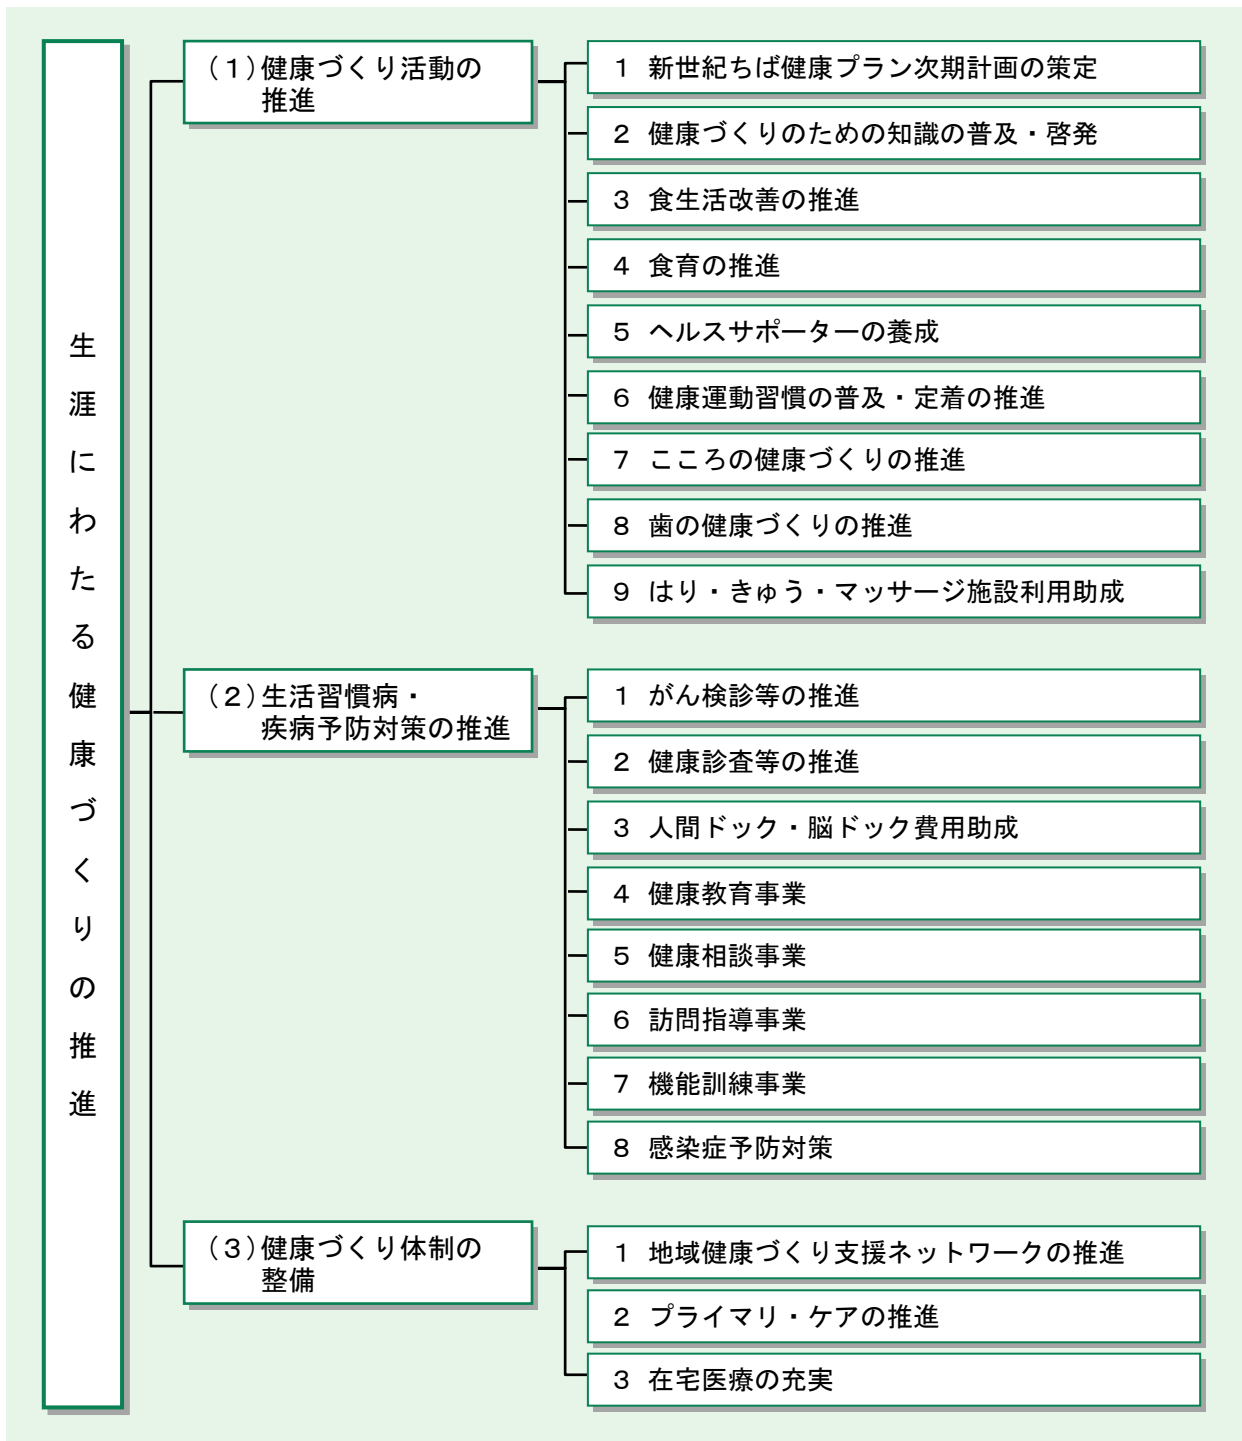 生涯にわたる健康づくりの推進
（１）健康づくり活動の
推進
１ 新世紀ちば健康プラン次期計画の策定
２ 健康づくりのための知識の普及・啓発
３ 食生活改善の推進
４ 食育の推進
５ ヘルスサポーターの養成
６ 健康運動習慣の普及・定着の推進
７ こころの健康づくりの推進
８ 歯の健康づくりの推進
９ はり・きゅう・マッサージ施設利用助成
（２）生活習慣病・
疾病予防対策の推進
１ がん検診等の推進
２ 健康診査等の推進
３ 人間ドック・脳ドック費用助成
４ 健康教育事業
５ 健康相談事業
６ 訪問指導事業
７ 機能訓練事業
８ 感染症予防対策
（３）健康づくり体制の
整備
１ 地域健康づくり支援ネットワークの推進
２ プライマリ・ケアの推進
３ 在宅医療の充実